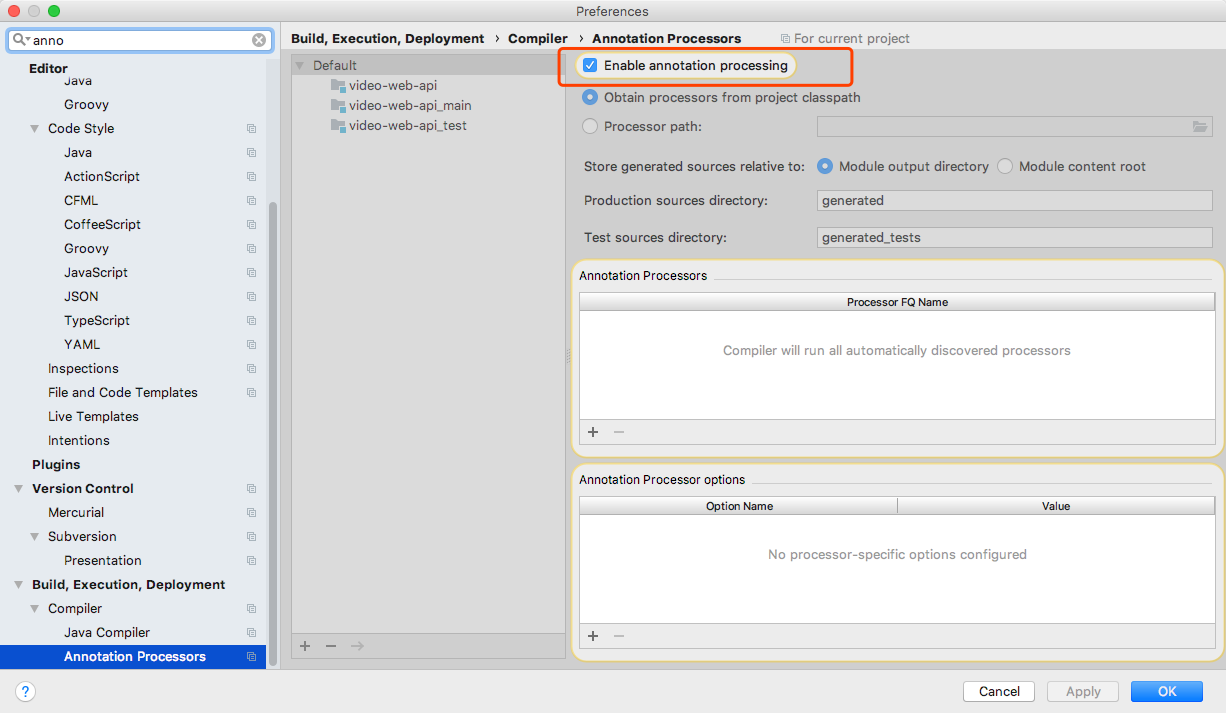 Preferences
anno
Editor
Java
Groovy
Code Style
Java
ActionScript
CFML
CoffeeScript
Groovy
JavaScript
JSON
TypeScript
YAML
Inspections
File and Code Templates
Live Templates
Intentions
Plugins
Version Control
Mercurial
Subversion
Presentation
Build, Execution, Deployment
Compiler
Java Compiler
Annotation Processors
?
Build, Execution, Deployment › Compiler › Annotation Processors For current project
Default
video-web-api
video-web-api_main
video-web-api_test
Enable annotation processing
Obtain processors from project classpath
Processor path:
Store generated sources relative to: Module output directory Module content root
Production sources directory: generated
Test sources directory: generated_tests
Annotation Processors
Processor FQ Name
Compiler will run all automatically discovered processors
Annotation Processor options
Option Name Value
No processor-specific options configured
Cancel Apply OK